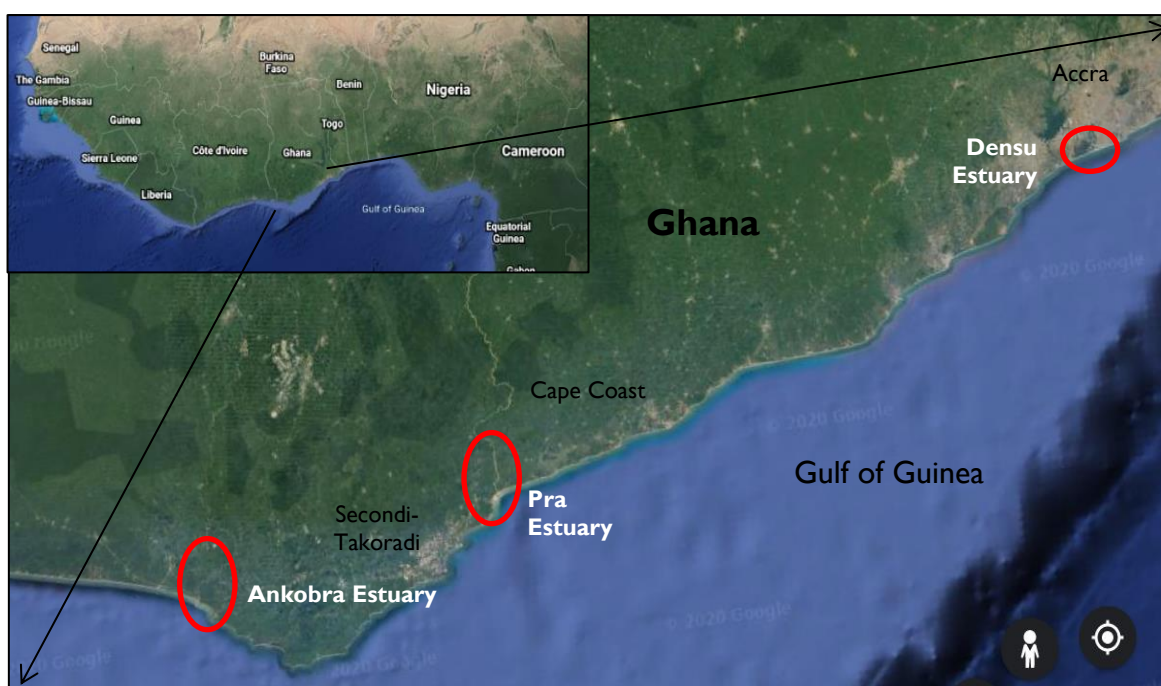 Senegal
The Gambia
Guinea-Bissau
Guinea
Sierra Leone
Liberia
Côte d'Ivoire
Burkina
Faso
Ghana
Togo
Benin
Nigeria
Cameroon
Gulf of Guinea
Equatorial
Guinea
Gabon
Accra
Densu
Estuary
Ghana
© 2020 Google
20 Google
Cape Coast
© 2020 Google
Gulf of Guinea
Pra
Estuary
Secondi-
Takoradi
Ankobra Estuary
© 2020 Google
2020 Google